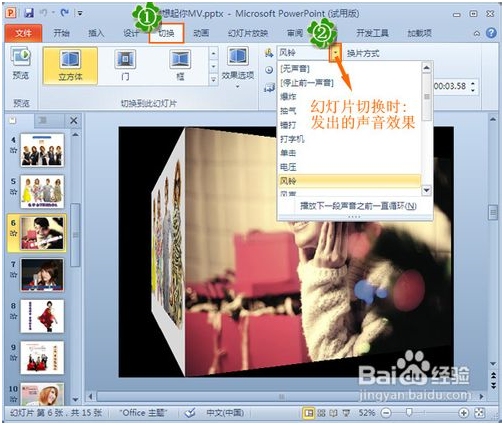 ① ②
想起你MV.pptx - Microsoft PowerPoint (试用版)
文件 开始 插入 设计 切换 动画 幻灯片放映 审阅 开发工具 加载项
预览 立方体 门 框 效果选项
风铃 换片方式
00:03.58
预览 切换到此幻灯片
[无声音]
[停止前一声音]
爆炸
抽气
锤打
打字机
单击
电压
风铃
风声
播放下一段声音之前一直循环(N)
幻灯片切换时:
发出的声音效果
4
5
6
7
8
9
10
Baidu 百度 经验
jingyan.baidu.com
幻灯片 第 6 张, 共 15 张 "Office 主题" 中文(中国) 52%